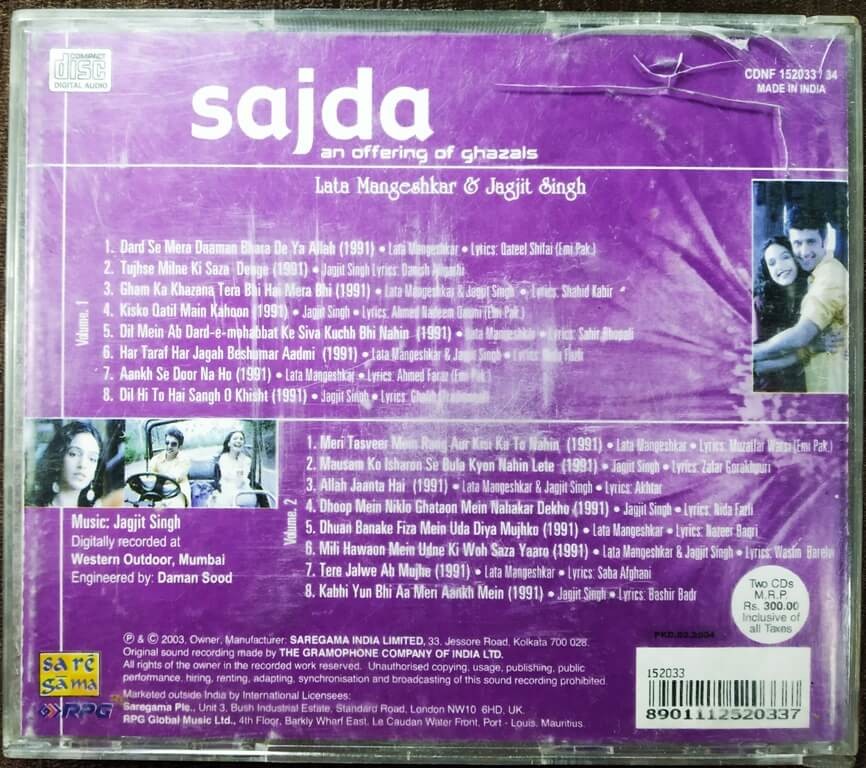 COMPACT
disc
DIGITAL AUDIO
CDNF 152033 / 34
MADE IN INDIA
sajda
an offering of ghazals
Lata Mangeshkar & Jagjit Singh
Volume. 1
1. Dard Se Mera Daaman Bhara De Ya Allah (1991) • Lata Mangeshkar • Lyrics: Qateel Shifai (Emi Pak.)
2. Tujhse Milne Ki Saza Denge (1991) • Jagjit Singh Lyrics: Danish
3. Gham Ka Khazana Tera Bhi Hai Mera Bhi (1991) • Lata Mangeshkar & Jagjit Singh • Lyrics: Shahid Kabir
4. Kisko Qatil Main Kahoon (1991) • Jagjit Singh • Lyrics: Ahmed Nadeem Qasmi (Emi Pak.)
5. Dil Mein Ab Dard-e-mohabbat Ke Siva Kuchh Bhi Nahin (1991) • Lata Mangeshkar • Lyrics: Sahir Bhopali
6. Har Taraf Har Jagah Beshumar Aadmi (1991) • Lata Mangeshkar & Jagjit Singh • Lyrics: Nida Fazli
7. Aankh Se Door Na Ho (1991) • Lata Mangeshkar • Lyrics: Ahmed Faraz (Emi Pak.)
8. Dil Hi To Hai Sangh O Khisht (1991) • Jagjit Singh • Lyrics:
Volume. 2
1. Meri Tasveer Mein Rang Aur Kisi Ka To Nahin (1991) • Lata Mangeshkar • Lyrics: Muzaffar Warsi (Emi Pak.)
2. Mausam Ko Isharon Se Bula Kyon Nahin Lete (1991) • Jagjit Singh • Lyrics: Zafar Gorakhpuri
3. Allah Jaanta Hai (1991) • Lata Mangeshkar & Jagjit Singh • Lyrics: Akhtar
4. Dhoop Mein Niklo Ghataon Mein Nahakar Dekho (1991) • Jagjit Singh • Lyrics: Nida Fazli
5. Dhuan Banake Fiza Mein Uda Diya Mujhko (1991) • Lata Mangeshkar • Lyrics: Nazeer Baqri
6. Mili Hawaon Mein Udne Ki Woh Saza Yaaro (1991) • Lata Mangeshkar & Jagjit Singh • Lyrics: Wasim Barelvi
7. Tere Jalwe Ab Mujhe (1991) • Lata Mangeshkar • Lyrics: Saba Afghani
8. Kabhi Yun Bhi Aa Meri Aankh Mein (1991) • Jagjit Singh • Lyrics: Bashir Badr
Music: Jagjit Singh
Digitally recorded at
Western Outdoor, Mumbai
Engineered by: Daman Sood
Two CDs
M.R.P.
Rs. 300.00
Inclusive of
all Taxes
PKD.02.2004
℗ & © 2003, Owner, Manufacturer: SAREGAMA INDIA LIMITED, 33, Jessore Road, Kolkata 700 028.
Original sound recording made by THE GRAMOPHONE COMPANY OF INDIA LTD.
All rights of the owner in the recorded work reserved. Unauthorised copying, usage, publishing, public
performance, hiring, renting, adapting, synchronisation and broadcasting of this sound recording prohibited.
Marketed outside India by International Licensees:
Saregama Plc., Unit 3, Bush Industrial Estate, Standard Road, London NW10 6HD, UK.
RPG Global Music Ltd., 4th Floor, Barkly Wharf East, Le Caudan Water Front, Port - Louis, Mauritius.
sa rē
gā ma
RPG
152033
8901112520337